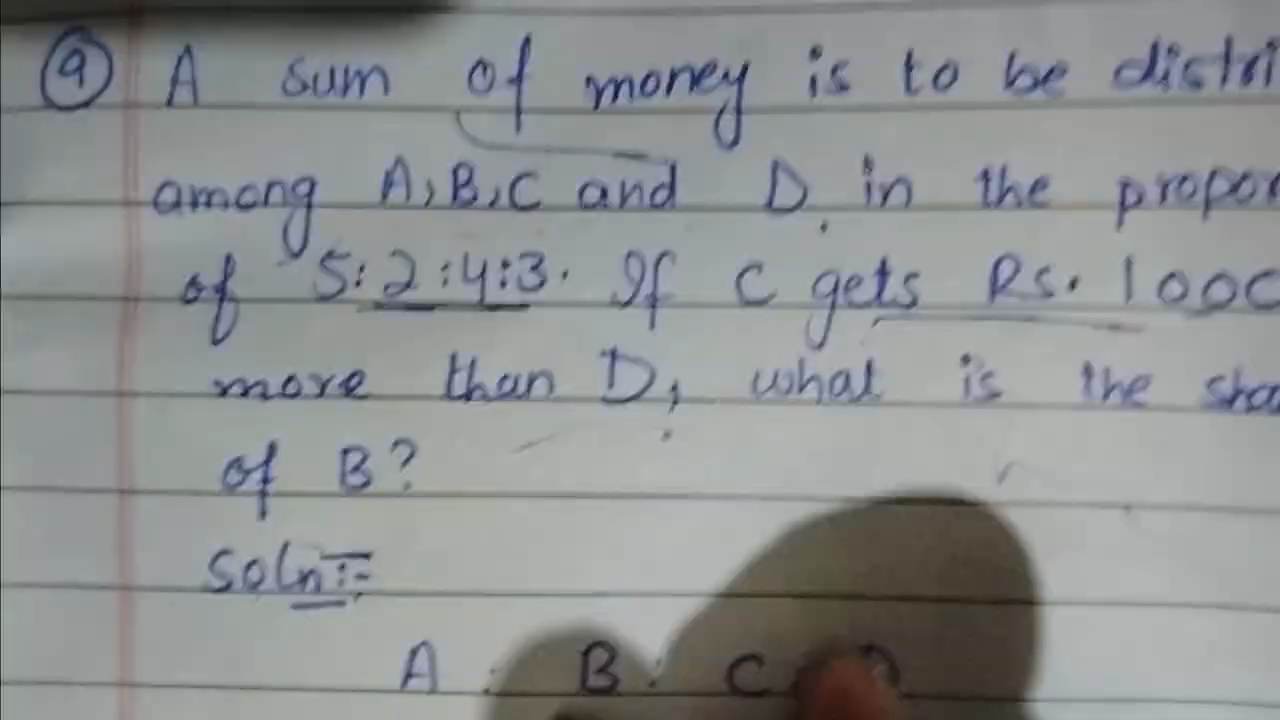 9 A sum of money is to be distri
among A, B, C and D in the propor
of 5:2:4:3. If C gets Rs. 1000
more than D, what is the sha
of B?
Soln:-
A : B : C : D